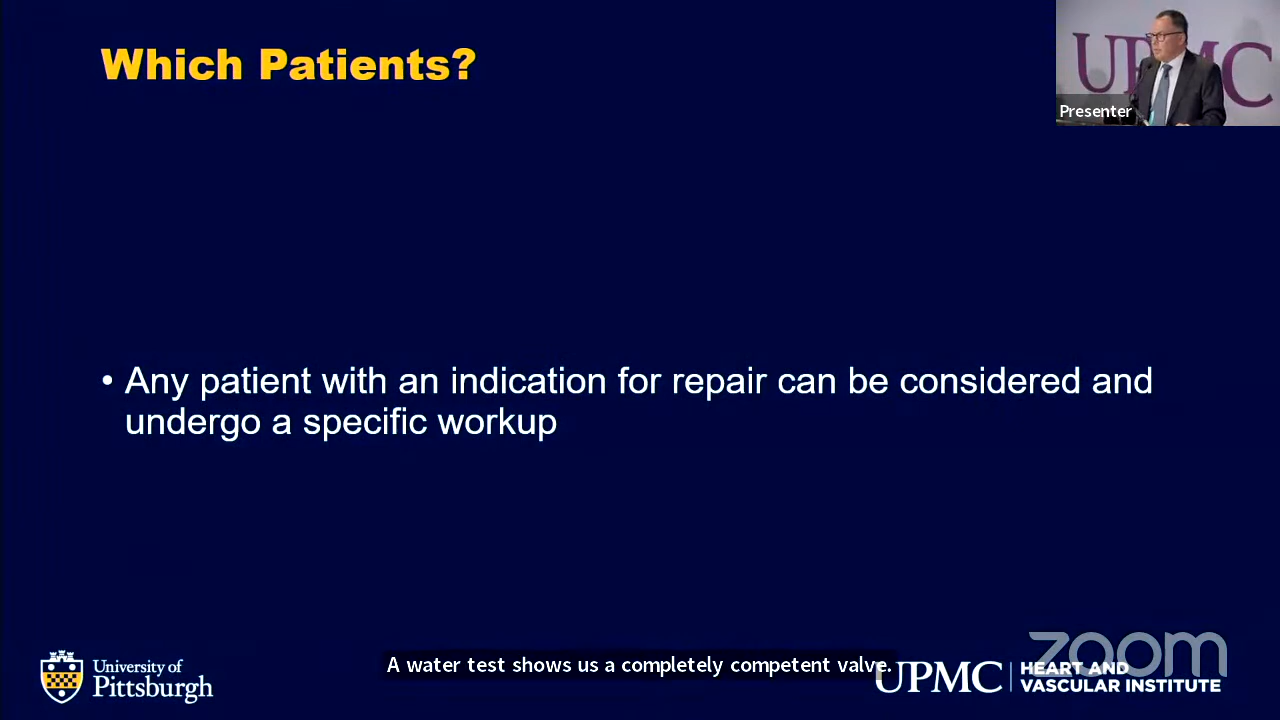 Which Patients?
UPMC
Presenter
• Any patient with an indication for repair can be considered and
undergo a specific workup
University of
Pittsburgh
A water test shows us a completely competent valve.
UPMC
HEART AND
VASCULAR INSTITUTE
zoom